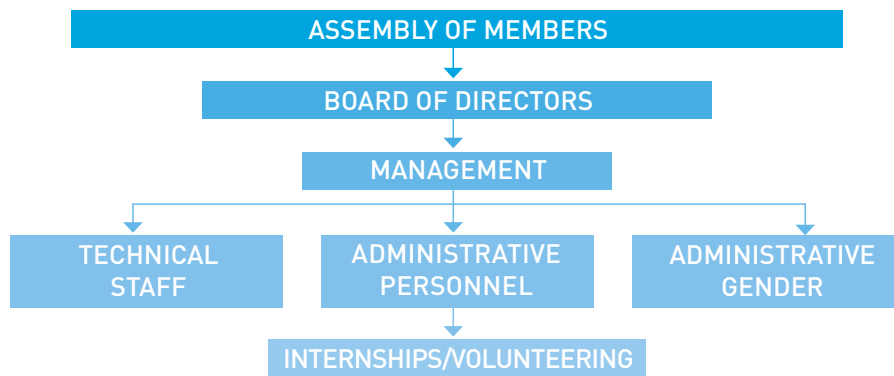 ASSEMBLY OF MEMBERS
BOARD OF DIRECTORS
MANAGEMENT
TECHNICAL
STAFF
ADMINISTRATIVE
PERSONNEL
ADMINISTRATIVE
GENDER
INTERNSHIPS/VOLUNTEERING